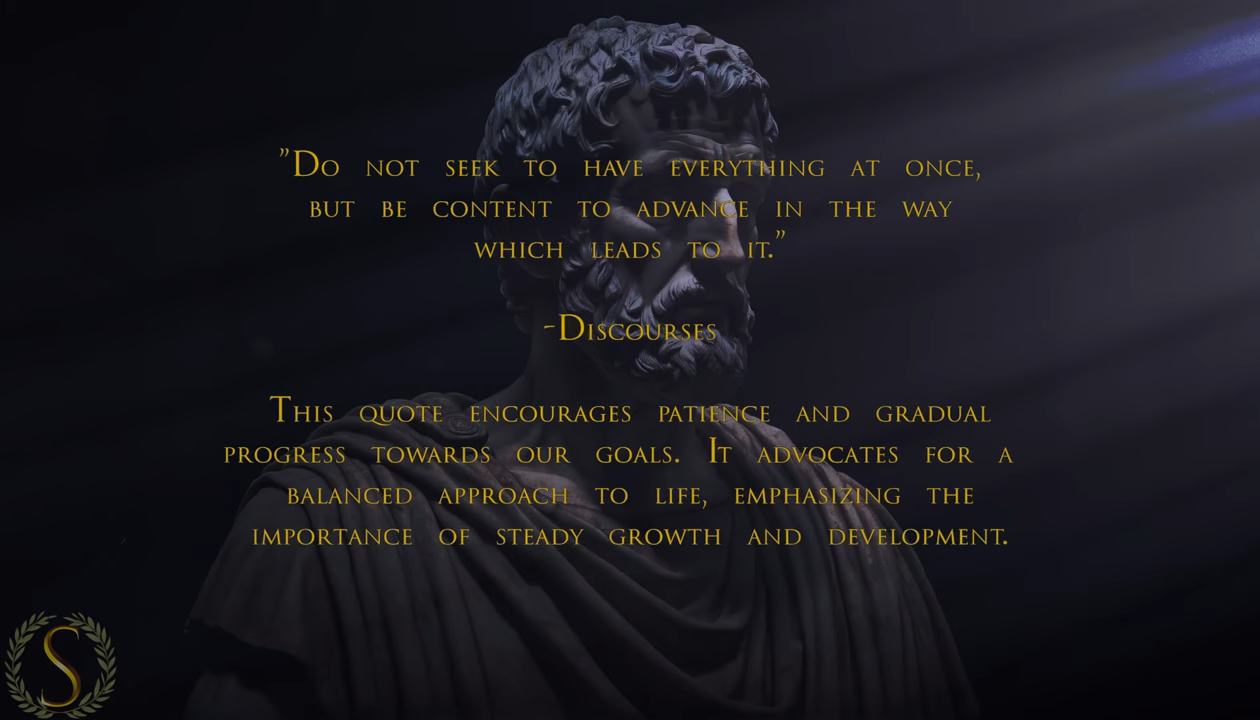 ”Do not seek to have everything at once,
but be content to advance in the way
which leads to it.”
-Discourses
This quote encourages patience and gradual
progress towards our goals. It advocates for a
balanced approach to life, emphasizing the
importance of steady growth and development.
S